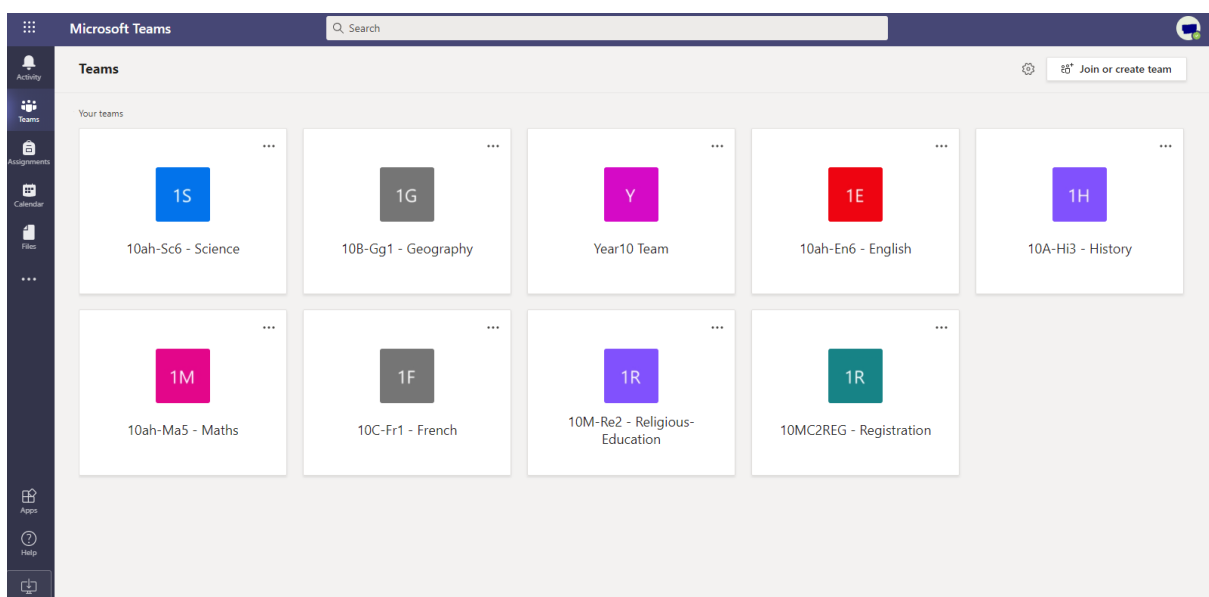 Microsoft Teams
Search
Activity
Teams
Assignments
Calendar
Files
Apps
Help
Teams
Join or create team
Your teams
1S
10ah-Sc6 - Science
1G
10B-Gg1 - Geography
Y
Year10 Team
1E
10ah-En6 - English
1H
10A-Hi3 - History
1M
10ah-Ma5 - Maths
1F
10C-Fr1 - French
1R
10M-Re2 - Religious-
Education
1R
10MC2REG - Registration